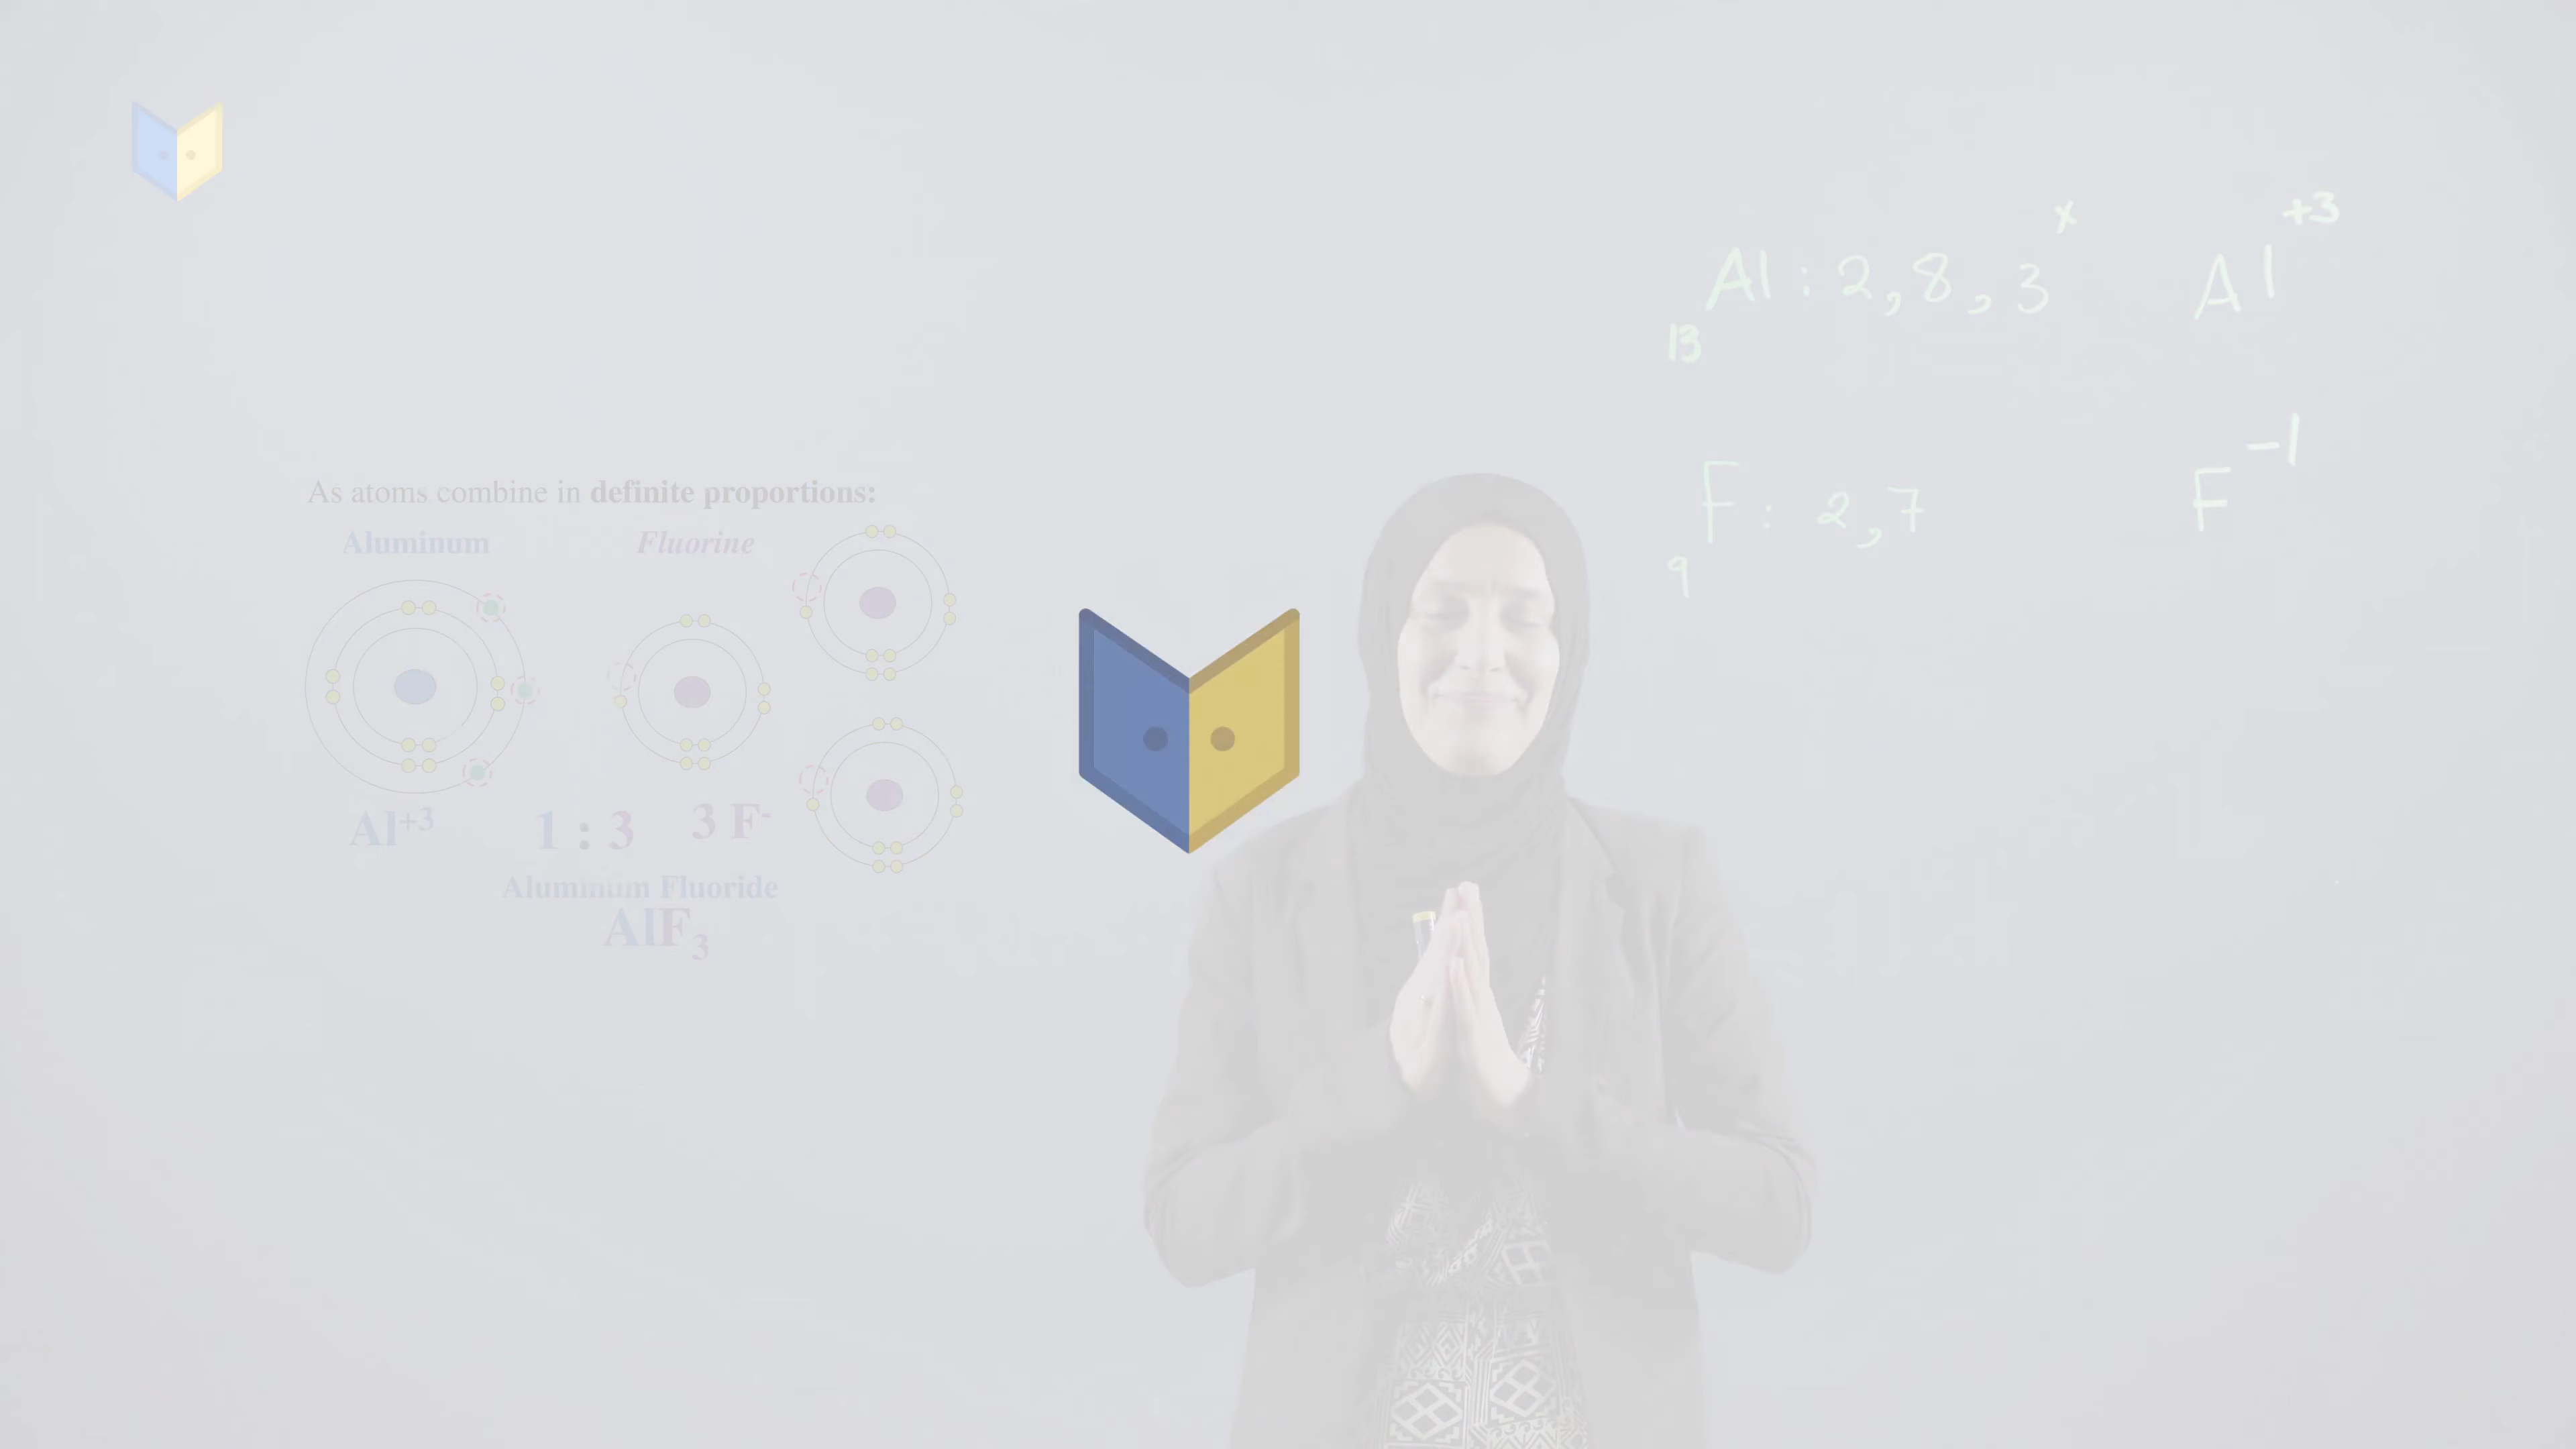 As atoms combine in definite proportions:
Aluminum
Fluorine
Al+3
1 : 3
3 F-
Aluminum Fluoride
AlF3
13Al : 2,8,3x
Al+3
9F : 2,7
F-1